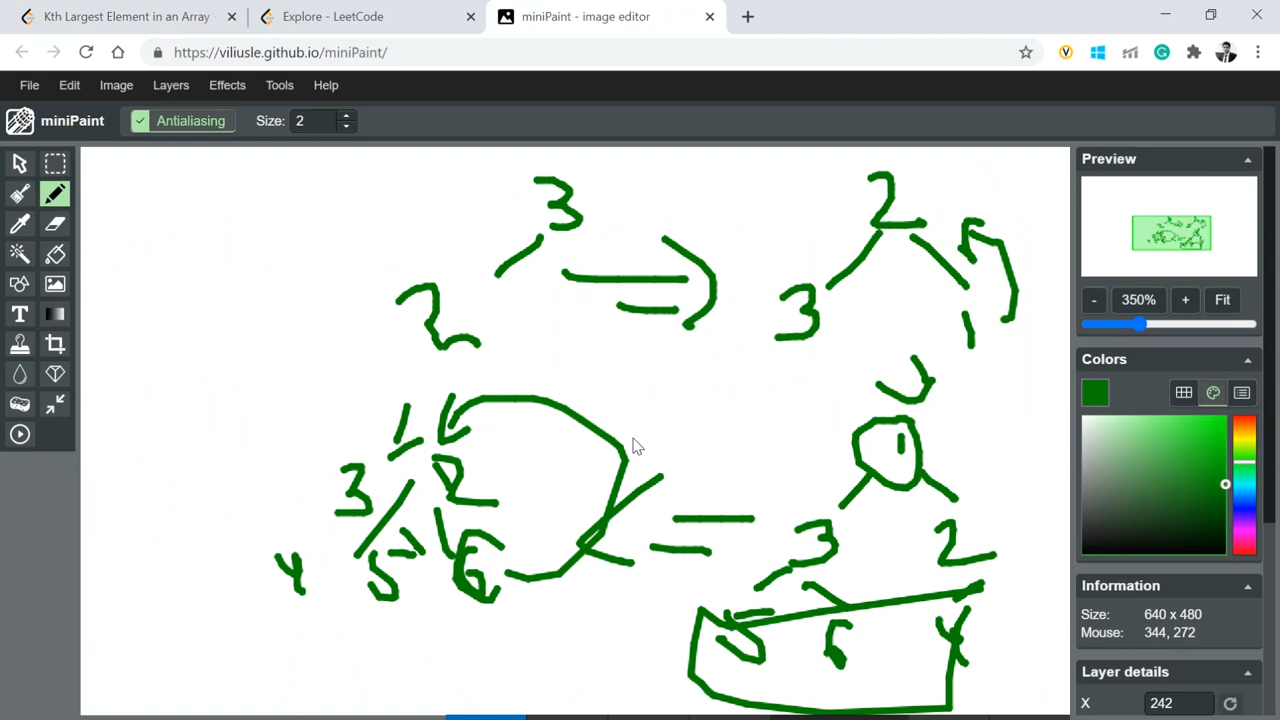 Kth Largest Element in an Array
Explore - LeetCode
miniPaint - image editor
https://viliusle.github.io/miniPaint/
V
G
File Edit Image Layers Effects Tools Help
miniPaint
Antialiasing
Size: 2
T
Preview
- 350% + Fit
Colors
Information
Size: 640 x 480
Mouse: 344, 272
Layer details
X 242
3
2
2
3 1
1
3 2
4 5 6
1
3 2
5 6 4